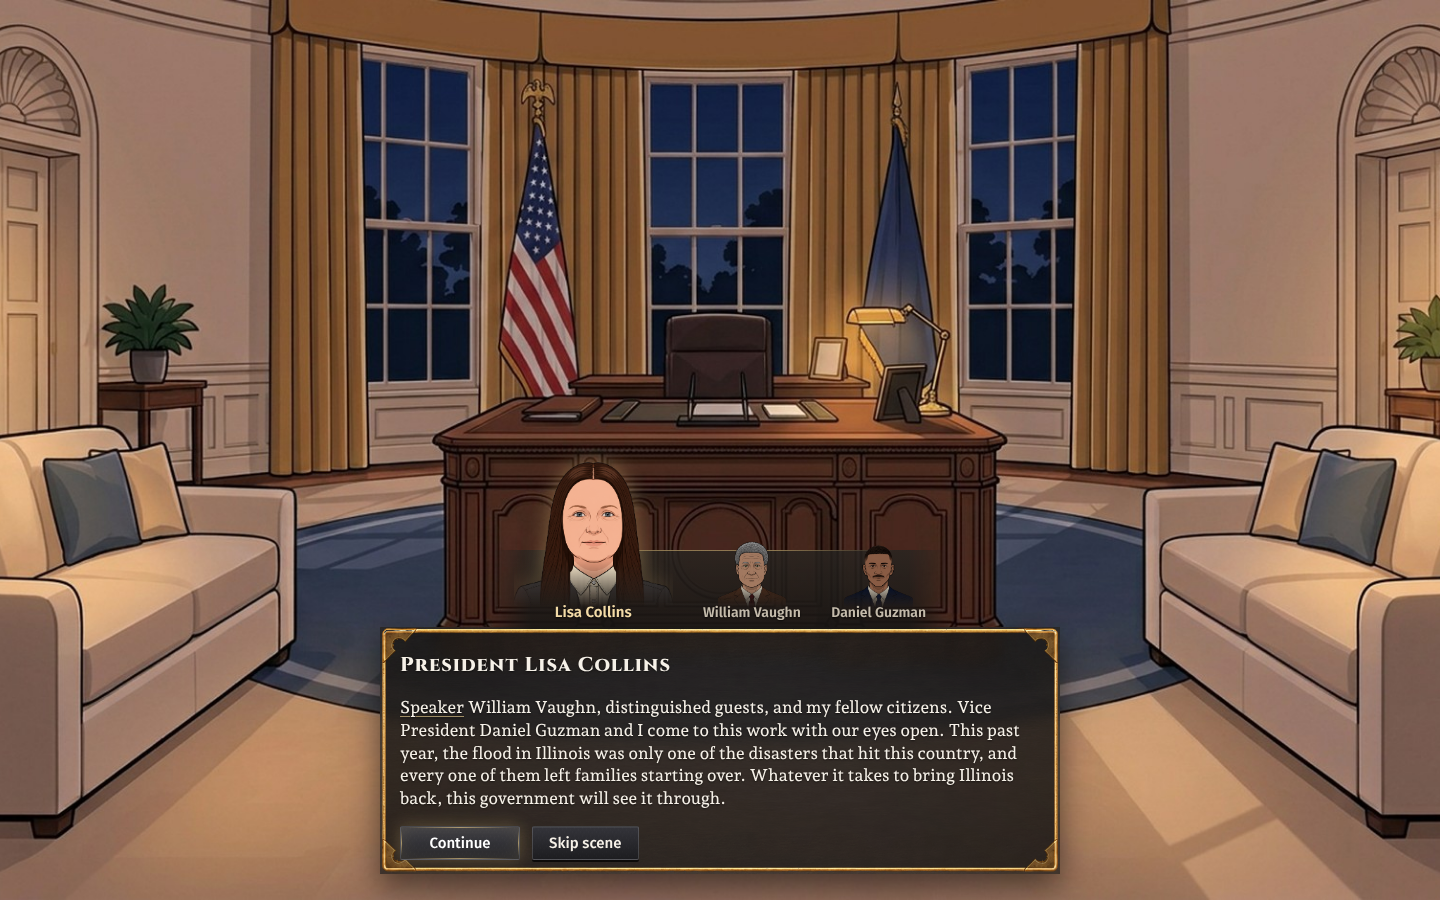 Lisa Collins
William Vaughn
Daniel Guzman
President Lisa Collins
Speaker William Vaughn, distinguished guests, and my fellow citizens. Vice
President Daniel Guzman and I come to this work with our eyes open. This past
year, the flood in Illinois was only one of the disasters that hit this country, and
every one of them left families starting over. Whatever it takes to bring Illinois
back, this government will see it through.
Continue
Skip scene